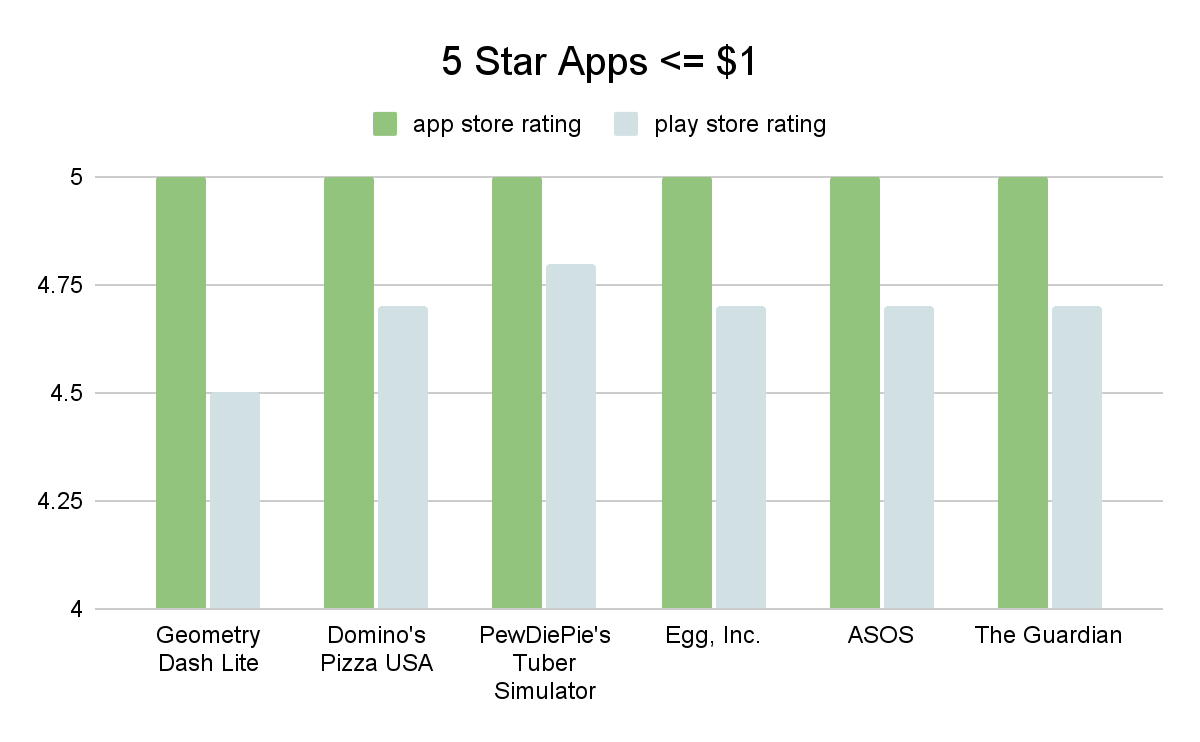 5 Star Apps <= $1
app store rating
play store rating
5
4.75
4.5
4.25
4
Geometry
Dash Lite
Domino's
Pizza USA
PewDiePie's
Tuber
Simulator
Egg, Inc.
ASOS
The Guardian